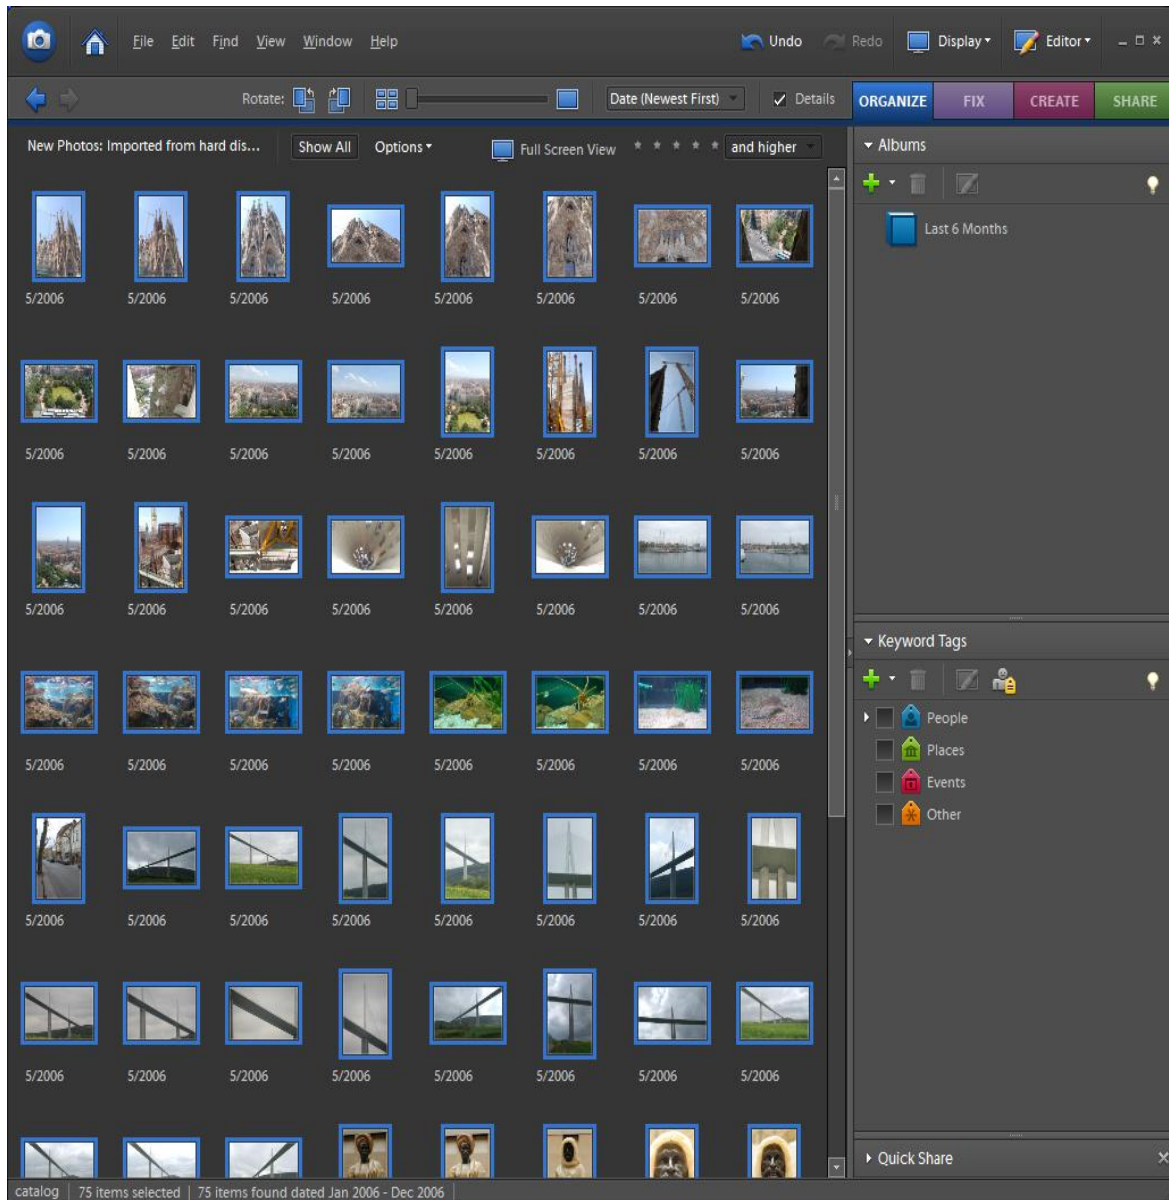 File Edit Find View Window Help Undo Redo Display Editor
Rotate: Date (Newest First) Details ORGANIZE FIX CREATE SHARE
New Photos: Imported from hard dis... Show All Options Full Screen View and higher
Albums
Last 6 Months
5/2006 5/2006 5/2006 5/2006 5/2006 5/2006 5/2006 5/2006
5/2006 5/2006 5/2006 5/2006 5/2006 5/2006 5/2006 5/2006
5/2006 5/2006 5/2006 5/2006 5/2006 5/2006 5/2006 5/2006
Keyword Tags
People
Places
5/2006 5/2006 5/2006 5/2006 5/2006 5/2006 5/2006 5/2006
Events
Other
5/2006 5/2006 5/2006 5/2006 5/2006 5/2006 5/2006 5/2006
5/2006 5/2006 5/2006 5/2006 5/2006 5/2006 5/2006 5/2006
Quick Share
catalog 75 items selected 75 items found dated Jan 2006 - Dec 2006